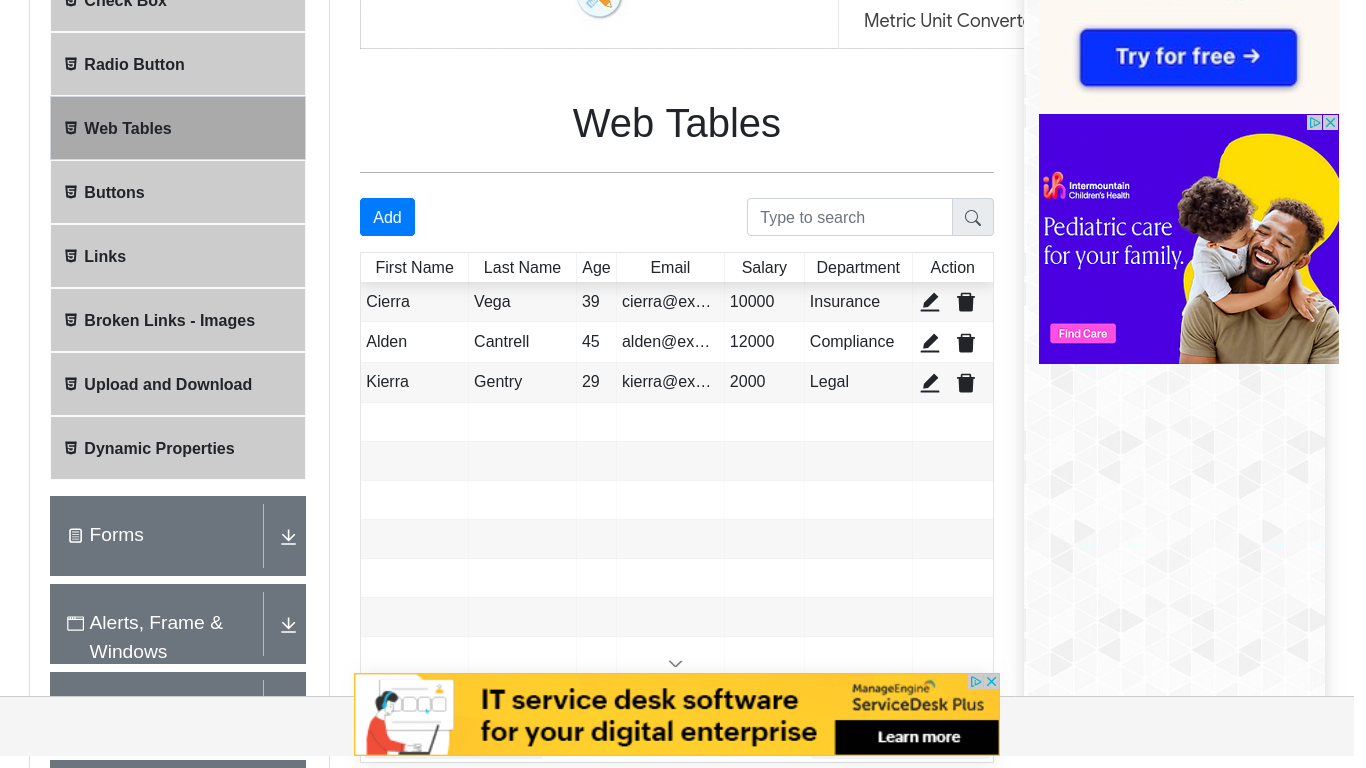 Check Box
Radio Button
Web Tables
Buttons
Links
Broken Links - Images
Upload and Download
Dynamic Properties
Forms
Alerts, Frame &
Windows
Metric Unit Converte
Web Tables
Add
Type to search
First Name Last Name Age Email Salary Department Action
Cierra Vega 39 cierra@ex… 10000 Insurance
Alden Cantrell 45 alden@ex… 12000 Compliance
Kierra Gentry 29 kierra@ex… 2000 Legal
Try for free →
Intermountain
Children's Health
Pediatric care
for your family.
Find Care
IT service desk software
for your digital enterprise
ManageEngine
ServiceDesk Plus
Learn more